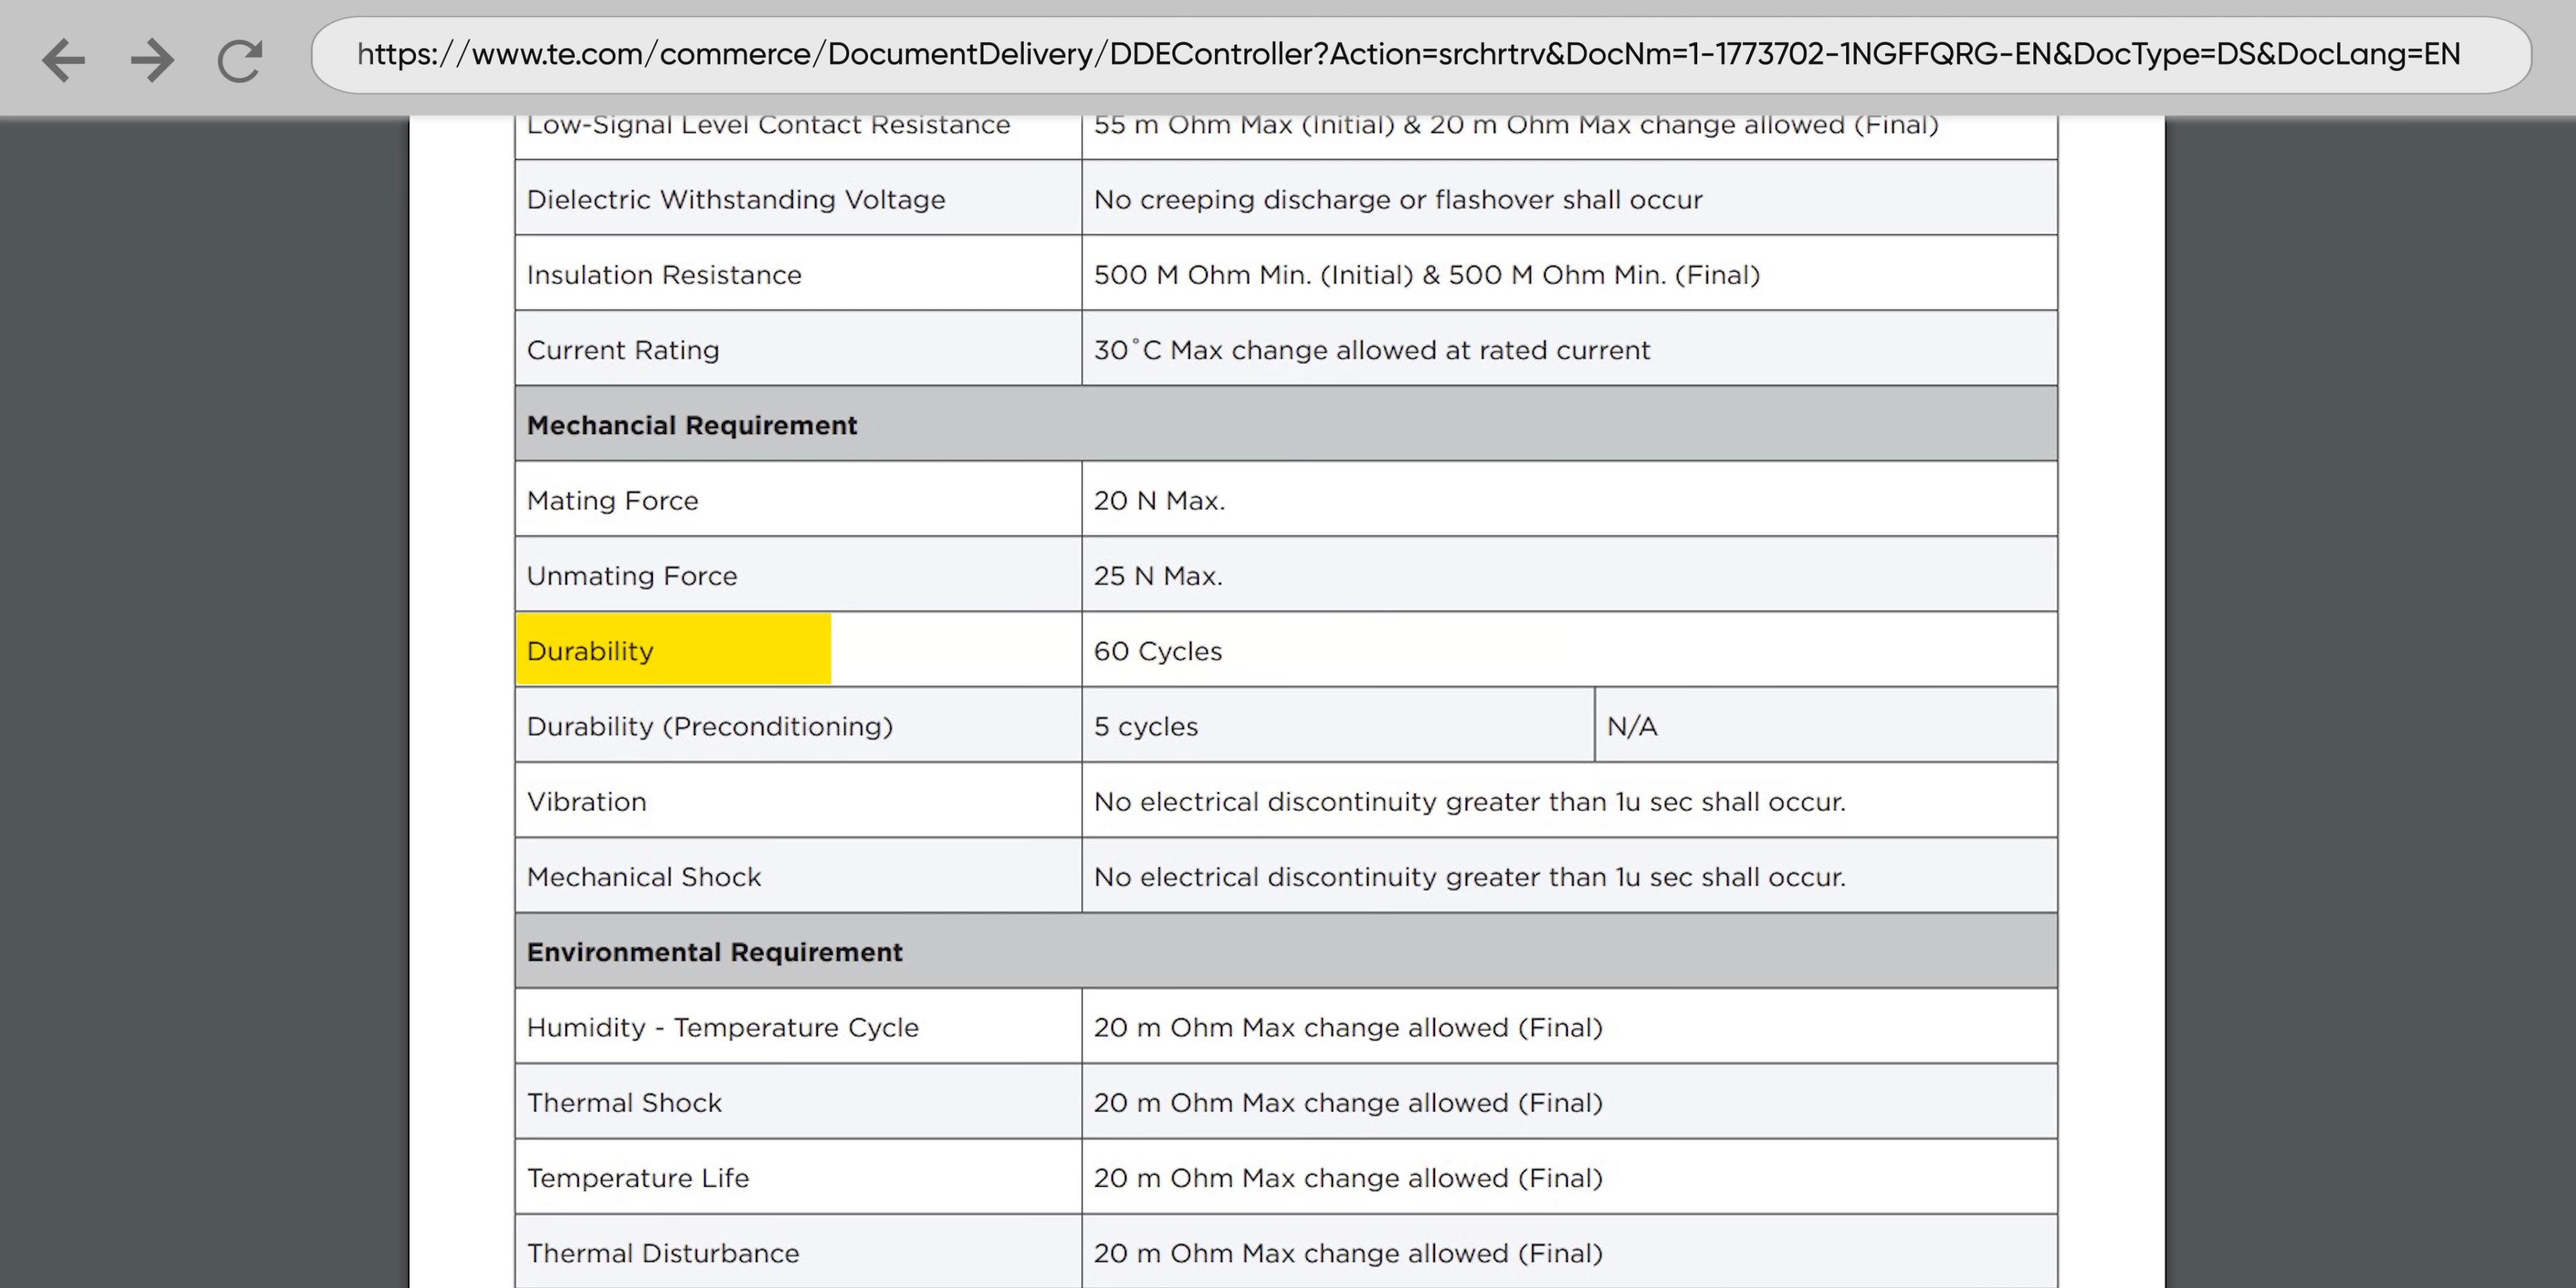 https://www.te.com/commerce/DocumentDelivery/DDEController?Action=srchrtrv&DocNm=1-1773702-1NGFFQRG-EN&DocType=DS&DocLang=EN
Low-Signal Level Contact Resistance 55 m Ohm Max (Initial) & 20 m Ohm Max change allowed (Final)
Dielectric Withstanding Voltage No creeping discharge or flashover shall occur
Insulation Resistance 500 M Ohm Min. (Initial) & 500 M Ohm Min. (Final)
Current Rating 30˚C Max change allowed at rated current
Mechancial Requirement
Mating Force 20 N Max.
Unmating Force 25 N Max.
Durability 60 Cycles
Durability (Preconditioning) 5 cycles N/A
Vibration No electrical discontinuity greater than 1u sec shall occur.
Mechanical Shock No electrical discontinuity greater than 1u sec shall occur.
Environmental Requirement
Humidity - Temperature Cycle 20 m Ohm Max change allowed (Final)
Thermal Shock 20 m Ohm Max change allowed (Final)
Temperature Life 20 m Ohm Max change allowed (Final)
Thermal Disturbance 20 m Ohm Max change allowed (Final)